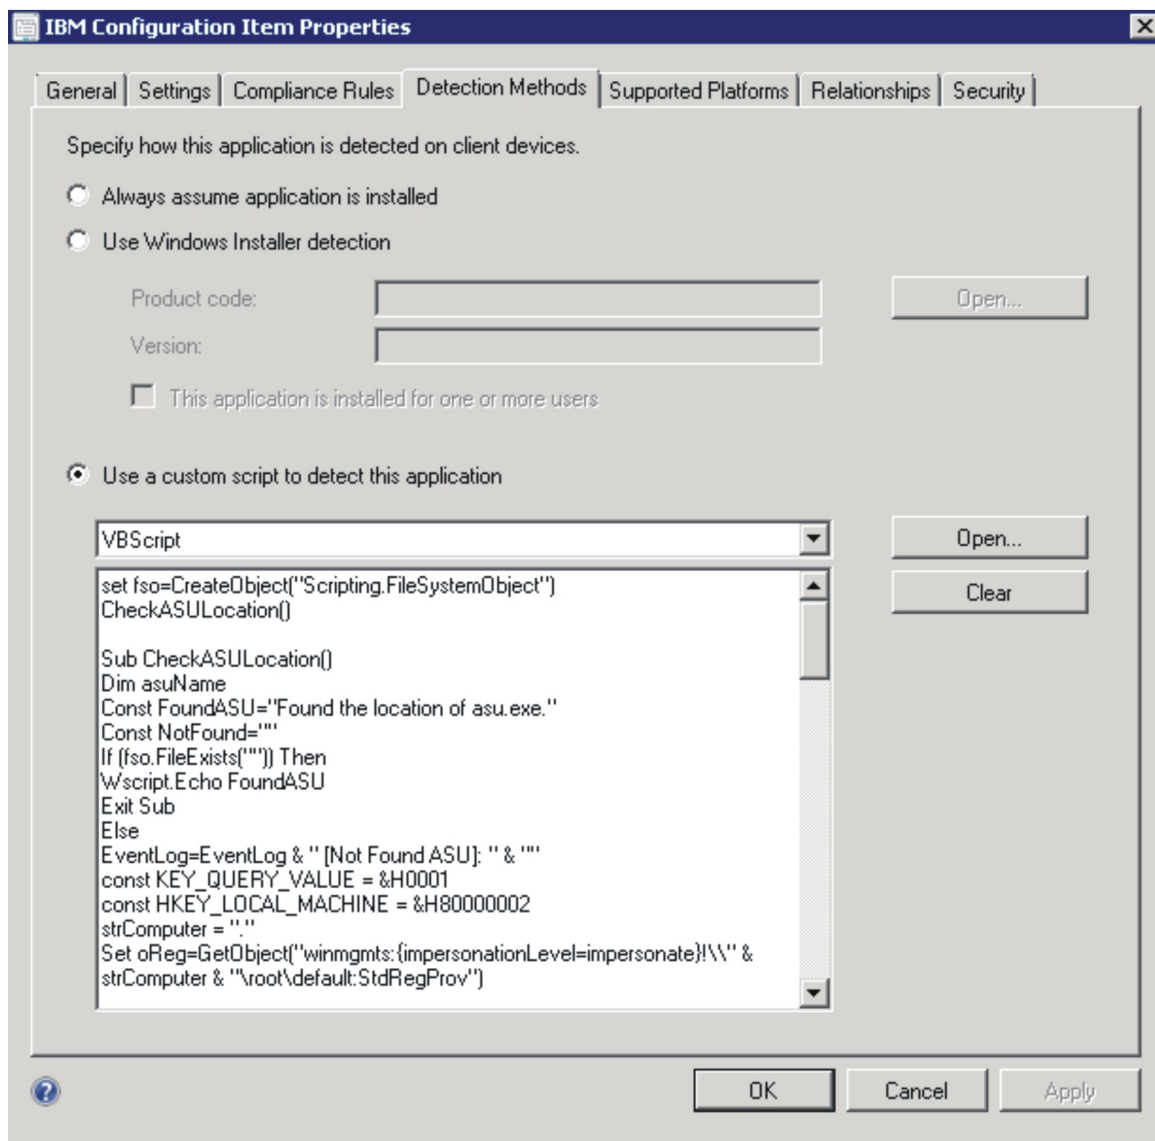 IBM Configuration Item Properties
General Settings Compliance Rules Detection Methods Supported Platforms Relationships Security
Specify how this application is detected on client devices.
Always assume application is installed
Use Windows Installer detection
Product code:
Open...
Version:
This application is installed for one or more users
Use a custom script to detect this application
VBScript
Open...
Clear
set fso=CreateObject("Scripting.FileSystemObject")
CheckASULocation()
Sub CheckASULocation()
Dim asuName
Const FoundASU="Found the location of asu.exe."
Const NotFound=""
If (fso.FileExists("")) Then
Wscript.Echo FoundASU
Exit Sub
Else
EventLog=EventLog & " [Not Found ASU]: " & ""
const KEY_QUERY_VALUE = &H0001
const HKEY_LOCAL_MACHINE = &H80000002
strComputer = "."
Set oReg=GetObject("winmgmts:{impersonationLevel=impersonate}!\\" &
strComputer & "\root\default:StdRegProv")
? OK Cancel Apply